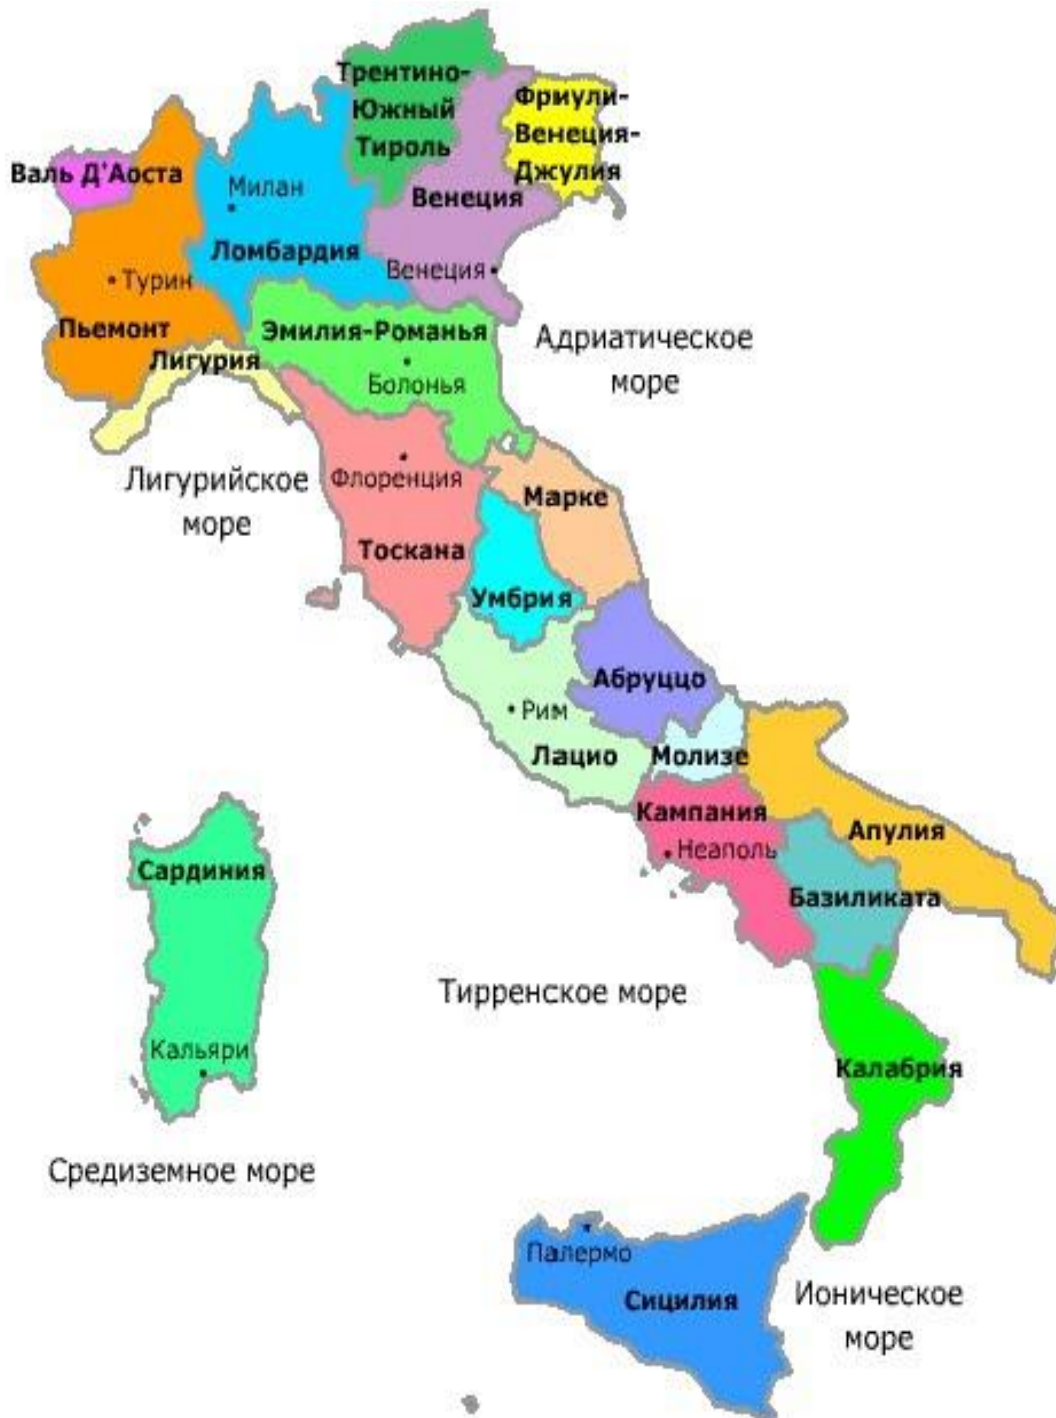 Трентино-
Южный
Тироль
Фриули-
Венеция-
Джулия
Валь Д'Аоста
Милан
Венеция
Ломбардия
Венеция
Турин
Пьемонт
Эмилия-Романья
Лигурия
Болонья
Адриатическое
море
Лигурийское
море
Флоренция
Марке
Тоскана
Умбрия
Абруццо
Рим
Лацио
Молизе
Кампания
Неаполь
Апулия
Базиликата
Сардиния
Тирренское море
Кальяри
Калабрия
Средиземное море
Палермо
Сицилия
Ионическое
море